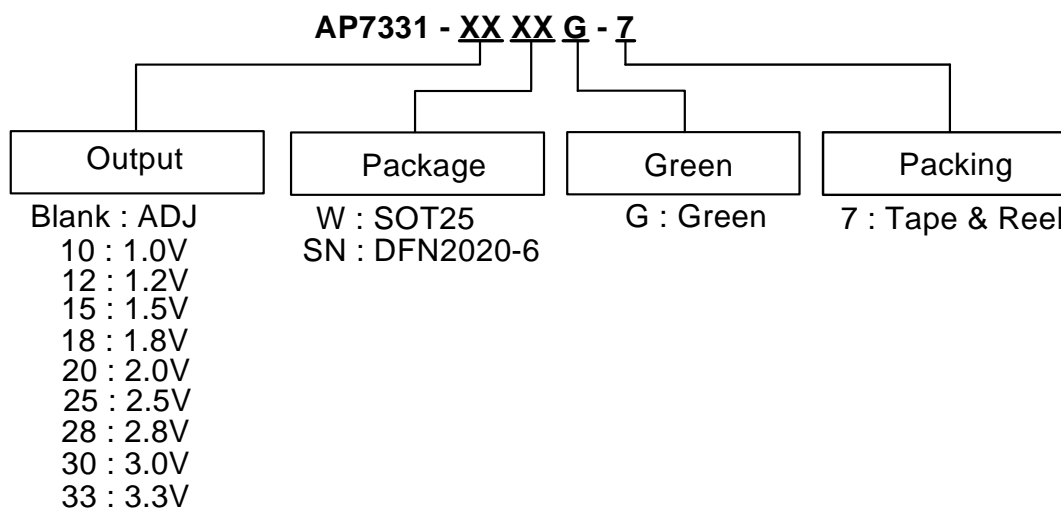 AP7331 - XX XX G - 7
Output
Package
Green
Packing
Blank : ADJ
10 : 1.0V
12 : 1.2V
15 : 1.5V
18 : 1.8V
20 : 2.0V
25 : 2.5V
28 : 2.8V
30 : 3.0V
33 : 3.3V
W : SOT25
SN : DFN2020-6
G : Green
7 : Tape & Reel